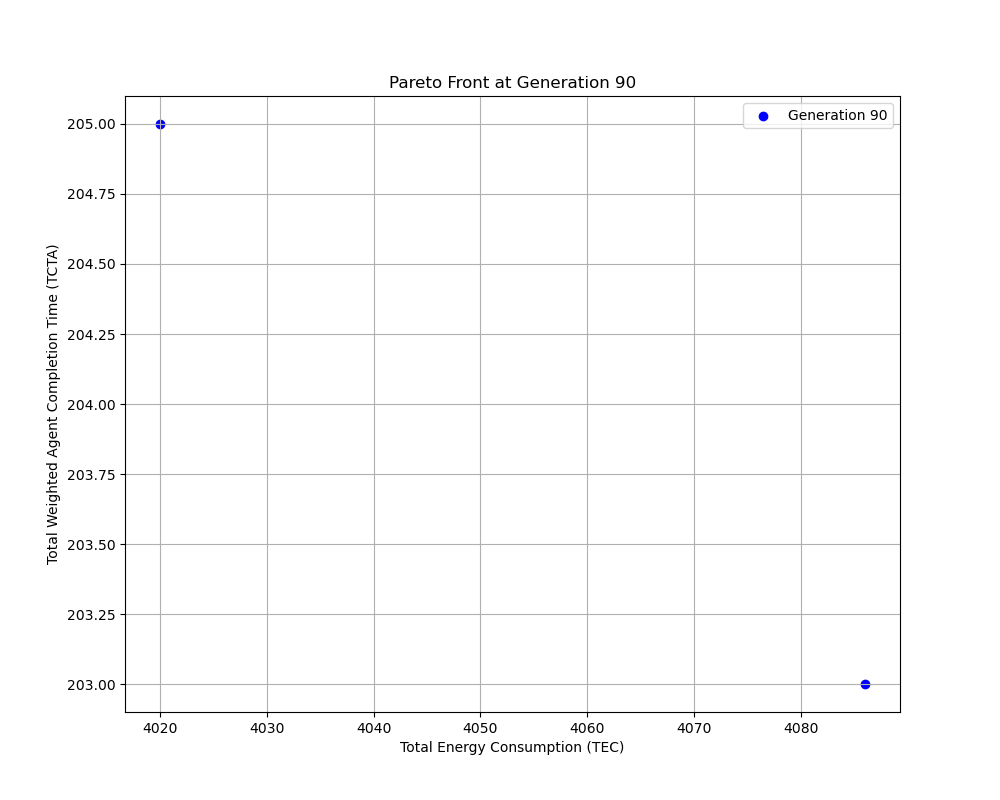 Pareto Front at Generation 90
Generation 90
Total Weighted Agent Completion Time (TCTA)
205.00
204.75
204.50
204.25
204.00
203.75
203.50
203.25
203.00
4020 4030 4040 4050 4060 4070 4080
Total Energy Consumption (TEC)